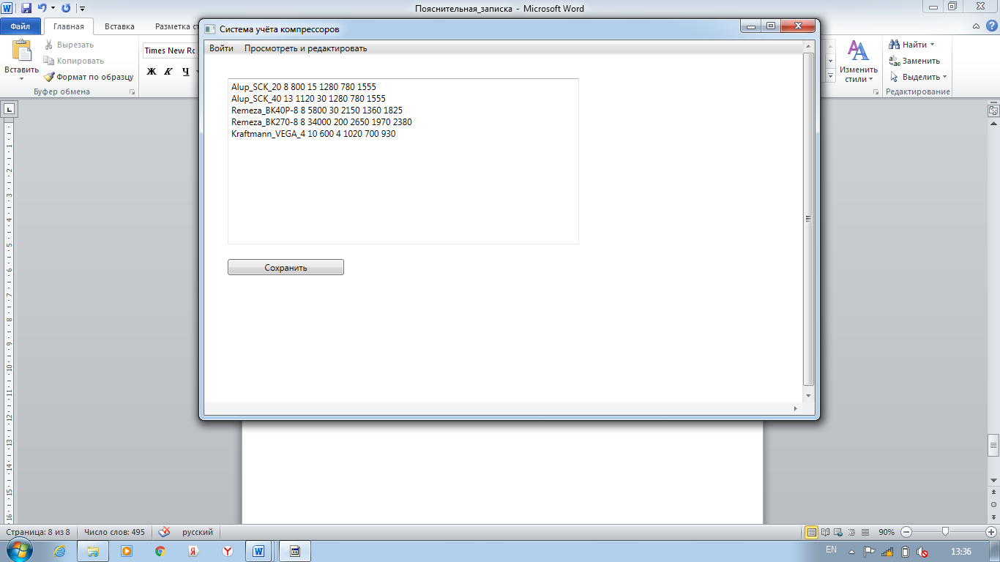 Пояснительная_записка - Microsoft Word
Файл
Главная
Вставка
Разметка ст
Вставить
Вырезать
Копировать
Формат по образцу
Буфер обмена
Times New Ro
Ж К Ч
Найти
Заменить
Выделить
Изменить
стили
Редактирование
Система учёта компрессоров
Войти Просмотреть и редактировать
Alup_SCK_20 8 800 15 1280 780 1555
Alup_SCK_40 13 1120 30 1280 780 1555
Remeza_BK40P-8 8 5800 30 2150 1360 1825
Remeza_BK270-8 8 34000 200 2650 1970 2380
Kraftmann_VEGA_4 10 600 4 1020 700 930
Сохранить
Страница: 8 из 8 Число слов: 495 русский
90%
EN
13:36